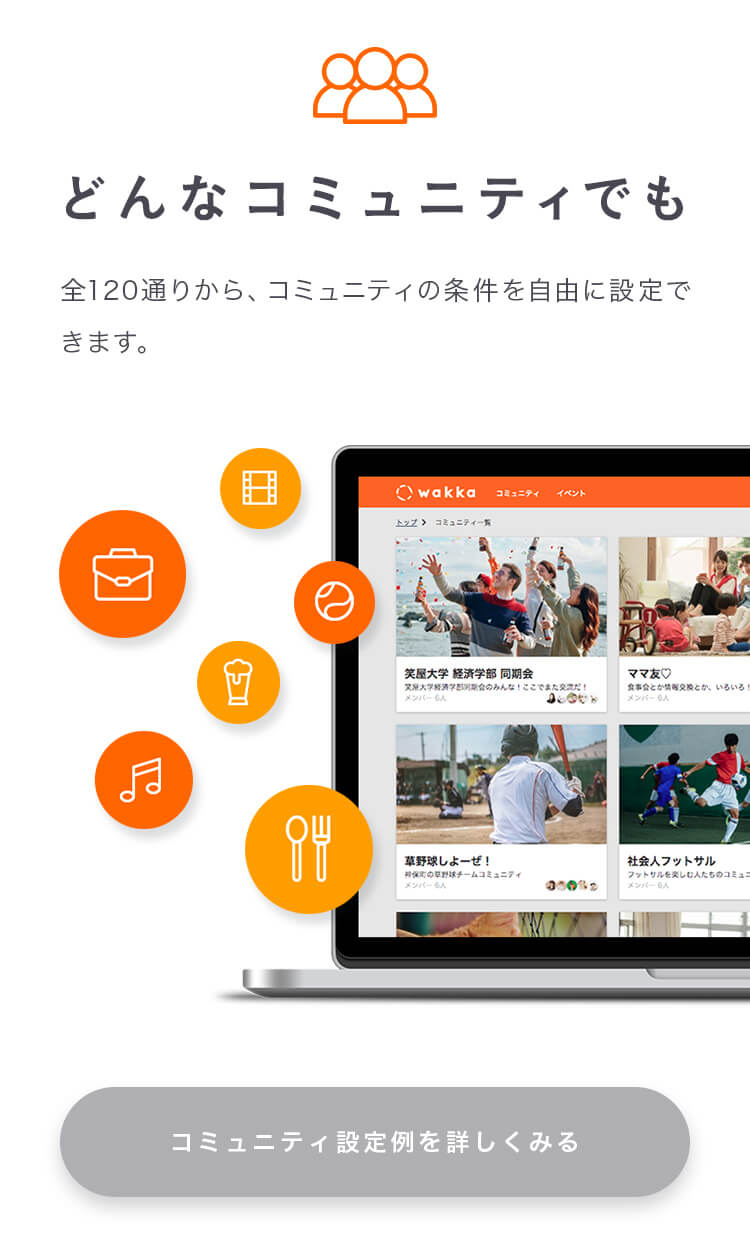 どんなコミュニティでも
全120通りから、コミュニティの条件を自由に設定で
きます。
wakka コミュニティ イベント
トップ コミュニティ一覧
笑屋大学 経済学部 同期会
笑屋大学経済学部同期会のみんな！ここでまた交流だ！
メンバー 6人
ママ友♡
食事会とか情報交換とか、いろいろ！
メンバー 6人
草野球しよーぜ！
神保町の草野球チームコミュニティ
メンバー 6人
社会人フットサル
フットサルを楽しむ人たちのコミュニ
メンバー 6人
コミュニティ設定例を詳しくみる